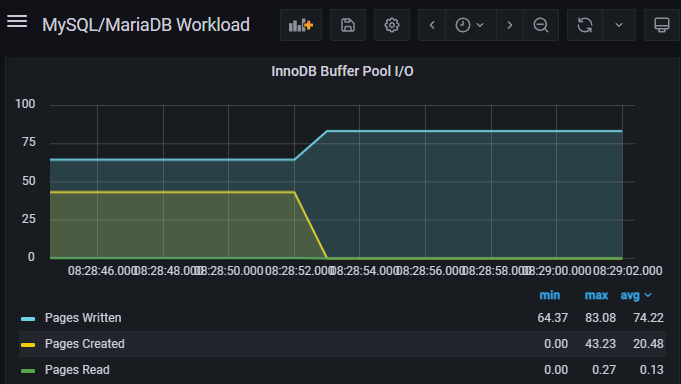 MySQL/MariaDB Workload
InnoDB Buffer Pool I/O
100
75
50
25
0
08:28:46.000 08:28:48.000 08:28:50.000 08:28:52.000 08:28:54.000 08:28:56.000 08:28:58.000 08:29:00.000 08:29:02.000
min max avg
Pages Written 64.37 83.08 74.22
Pages Created 0.00 43.23 20.48
Pages Read 0.00 0.27 0.13